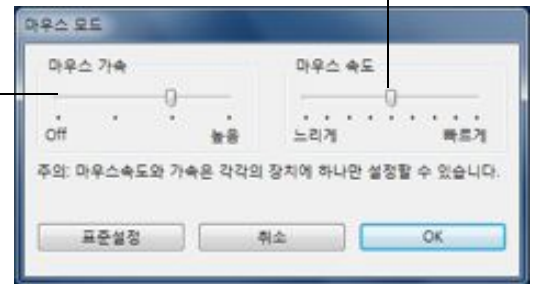 마우스 모드
마우스 가속
마우스 속도
Off
높음
느리게
빠르게
주의: 마우스속도와 가속은 각각의 장치에 하나만 설정할 수 있습니다.
표준설정
취소
OK